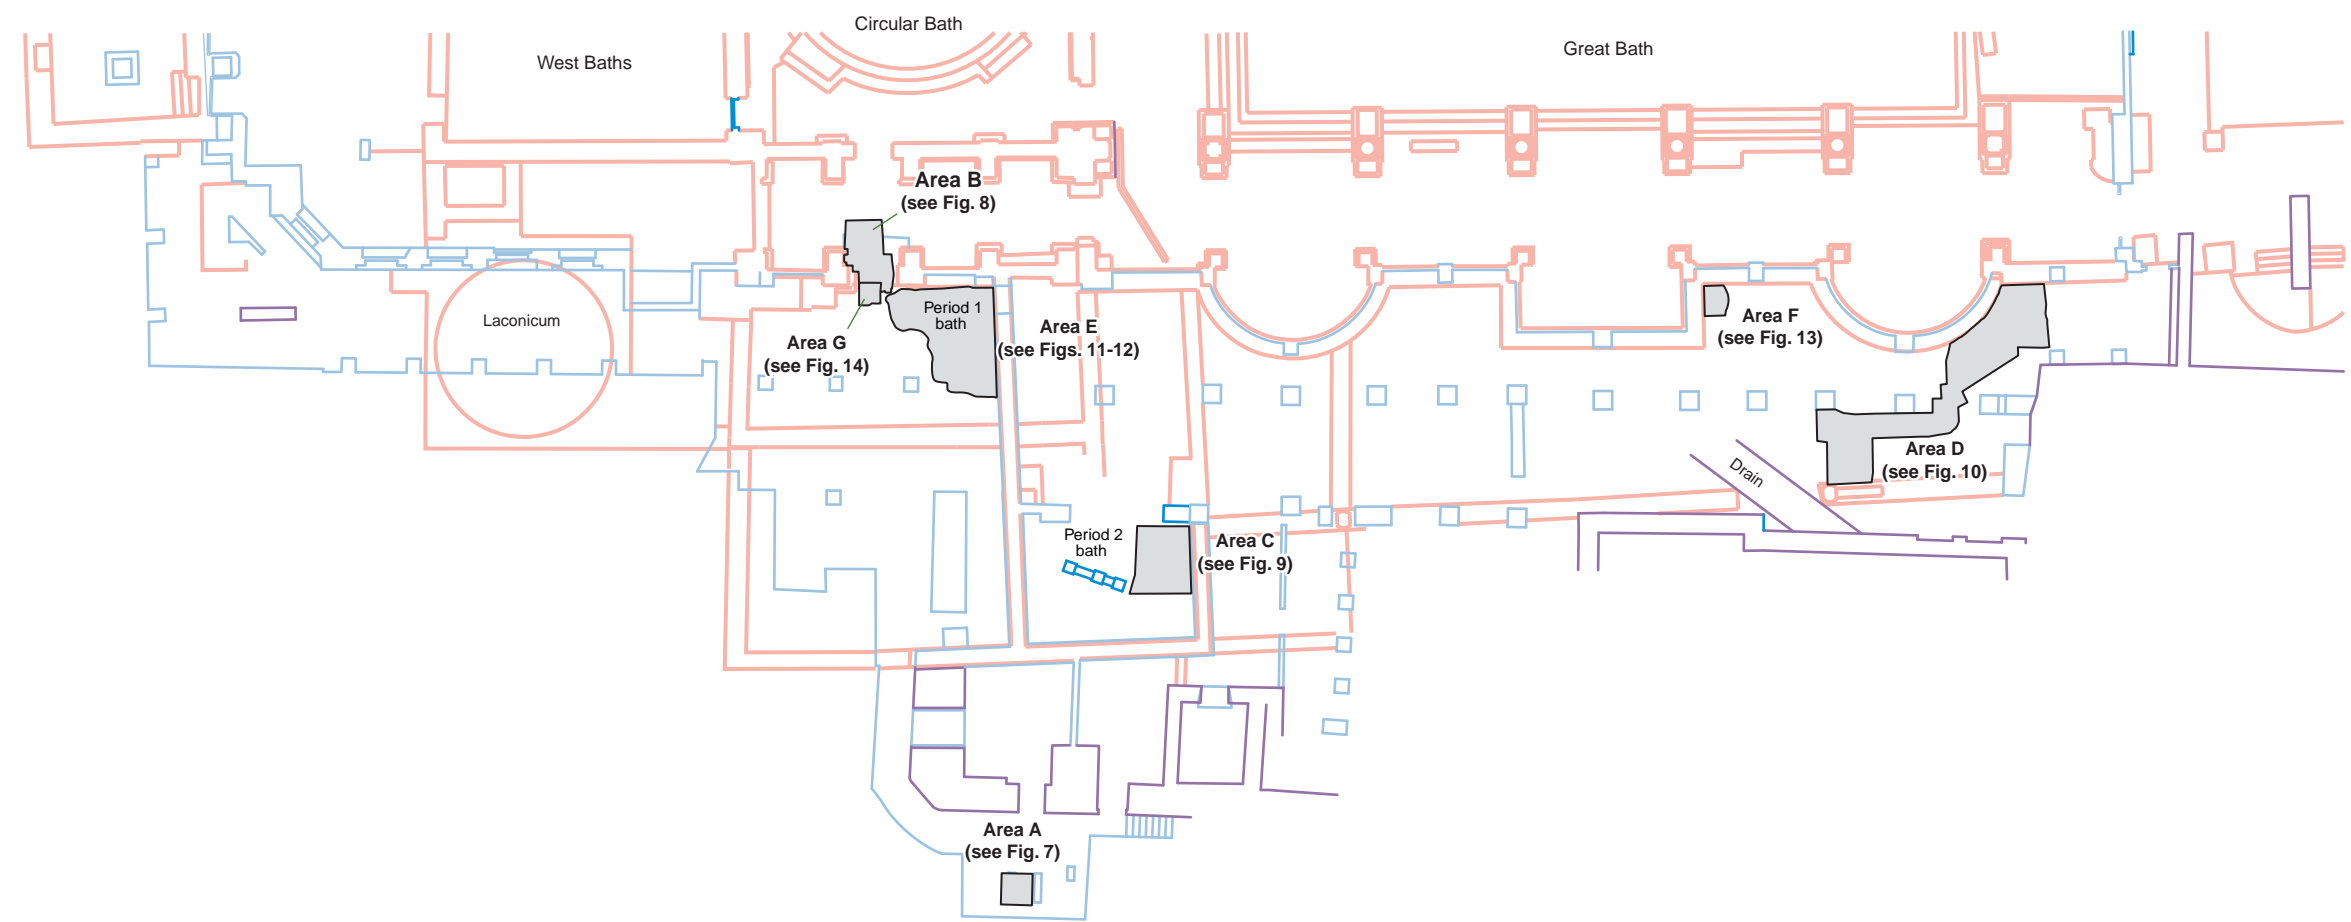 Circular Bath
West Baths
Great Bath
Area B
(see Fig. 8)
Period 1
bath
Laconicum
Area G
(see Fig. 14)
Area E
(see Figs. 11-12)
Area F
(see Fig. 13)
Area D
(see Fig. 10)
Drain
Period 2
bath
Area C
(see Fig. 9)
Area A
(see Fig. 7)